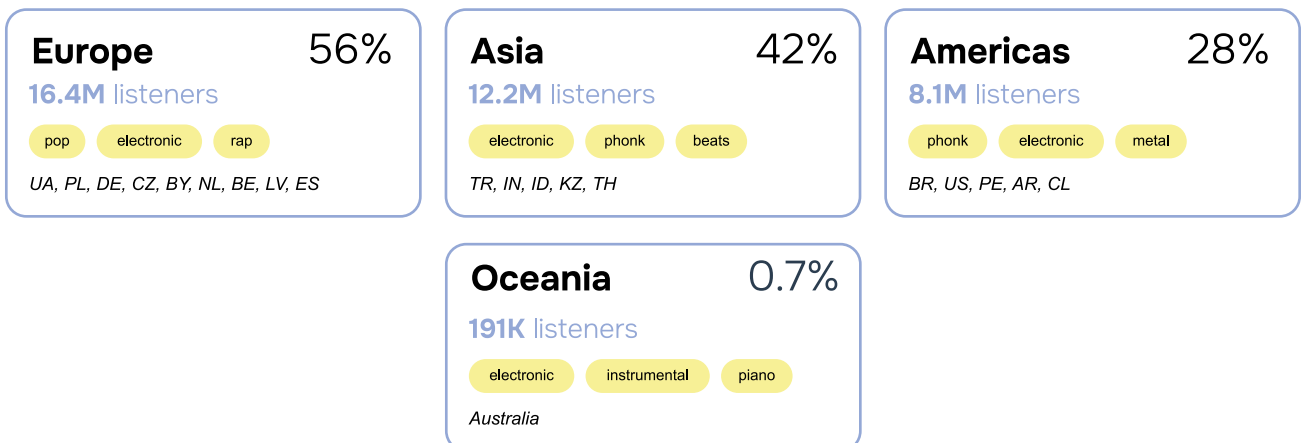 Europe 56%
16.4M listeners
pop electronic rap
UA, PL, DE, CZ, BY, NL, BE, LV, ES
Asia 42%
12.2M listeners
electronic phonk beats
TR, IN, ID, KZ, TH
Americas 28%
8.1M listeners
phonk electronic metal
BR, US, PE, AR, CL
Oceania 0.7%
191K listeners
electronic instrumental piano
Australia